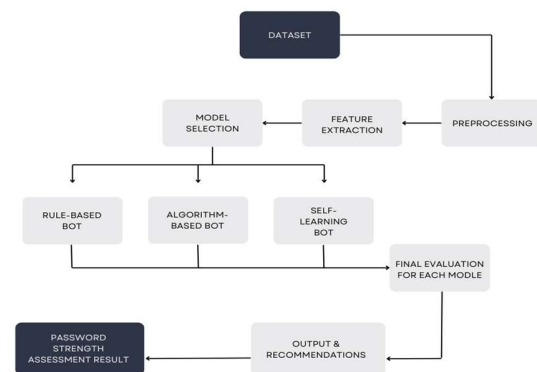 DATASET
MODEL
SELECTION
FEATURE
EXTRACTION
PREPROCESSING
RULE-BASED
BOT
ALGORITHM-
BASED BOT
SELF-
LEARNING
BOT
FINAL EVALUATION
FOR EACH MODLE
PASSWORD
STRENGTH
ASSESSMENT RESULT
OUTPUT &
RECOMMENDATIONS